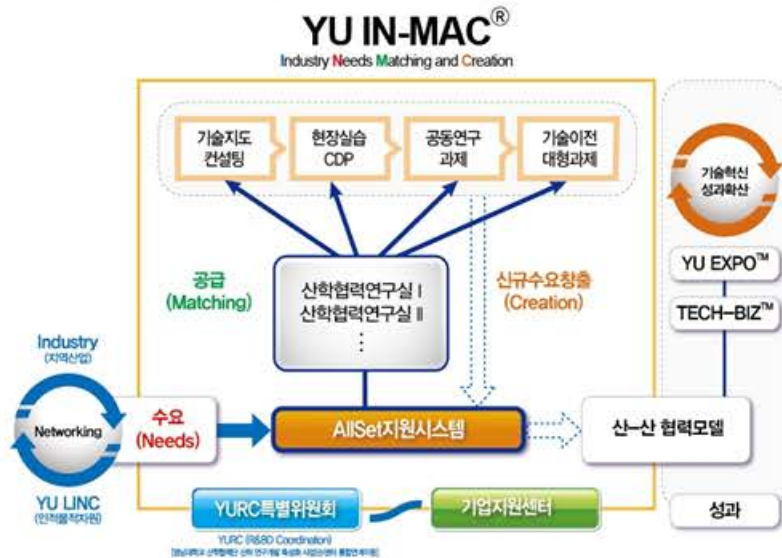 YU IN-MAC®
Industry Needs Matching and Creation
기술지도
컨설팅
현장실습
CDP
공동연구
과제
기술이전
대형과제
기술혁신
성과확산
YU EXPO™
TECH-BIZ™
공급
(Matching)
산학협력연구실 I
산학협력연구실 II
⋮
신규수요창출
(Creation)
Industry
(지역산업)
Networking
YU LINC
(인적물적자원)
수요
(Needs)
AllSet지원시스템
산-산 협력모델
성과
YURC특별위원회
기업지원센터
YURC (R&BD Coordination)